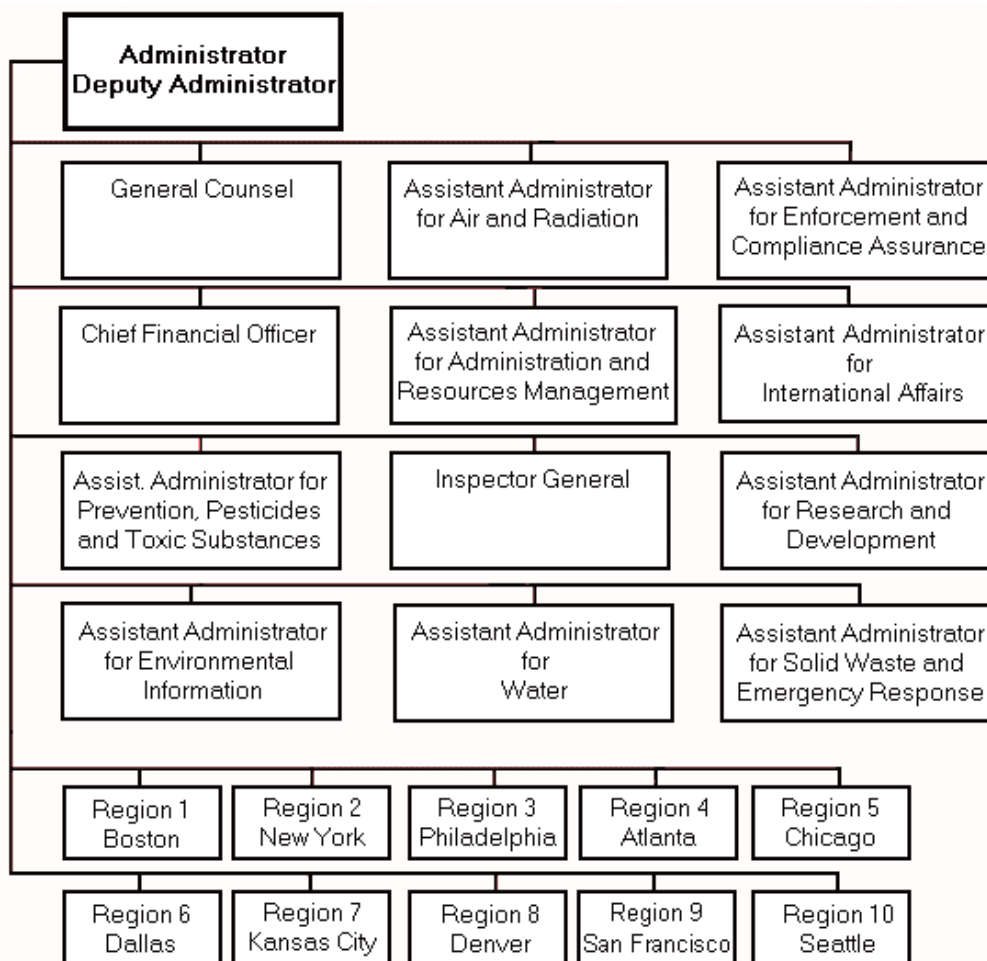 Administrator
Deputy Administrator
General Counsel
Assistant Administrator
for Air and Radiation
Assistant Administrator
for Enforcement and
Compliance Assurance
Chief Financial Officer
Assistant Administrator
for Administration and
Resources Management
Assistant Administrator
for
International Affairs
Assist. Administrator for
Prevention, Pesticides
and Toxic Substances
Inspector General
Assistant Administrator
for Research and
Development
Assistant Administrator
for Environmental
Information
Assistant Administrator
for
Water
Assistant Administrator
for Solid Waste and
Emergency Response
Region 1
Boston
Region 2
New York
Region 3
Philadelphia
Region 4
Atlanta
Region 5
Chicago
Region 6
Dallas
Region 7
Kansas City
Region 8
Denver
Region 9
San Francisco
Region 10
Seattle